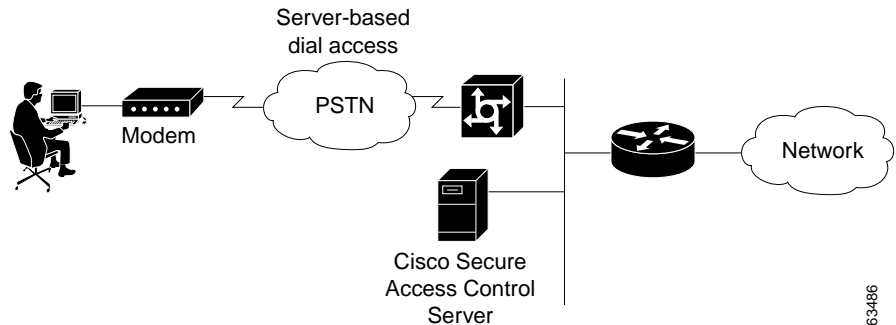 Server-based
dial access
PSTN
Modem
Network
Cisco Secure
Access Control
Server
63486